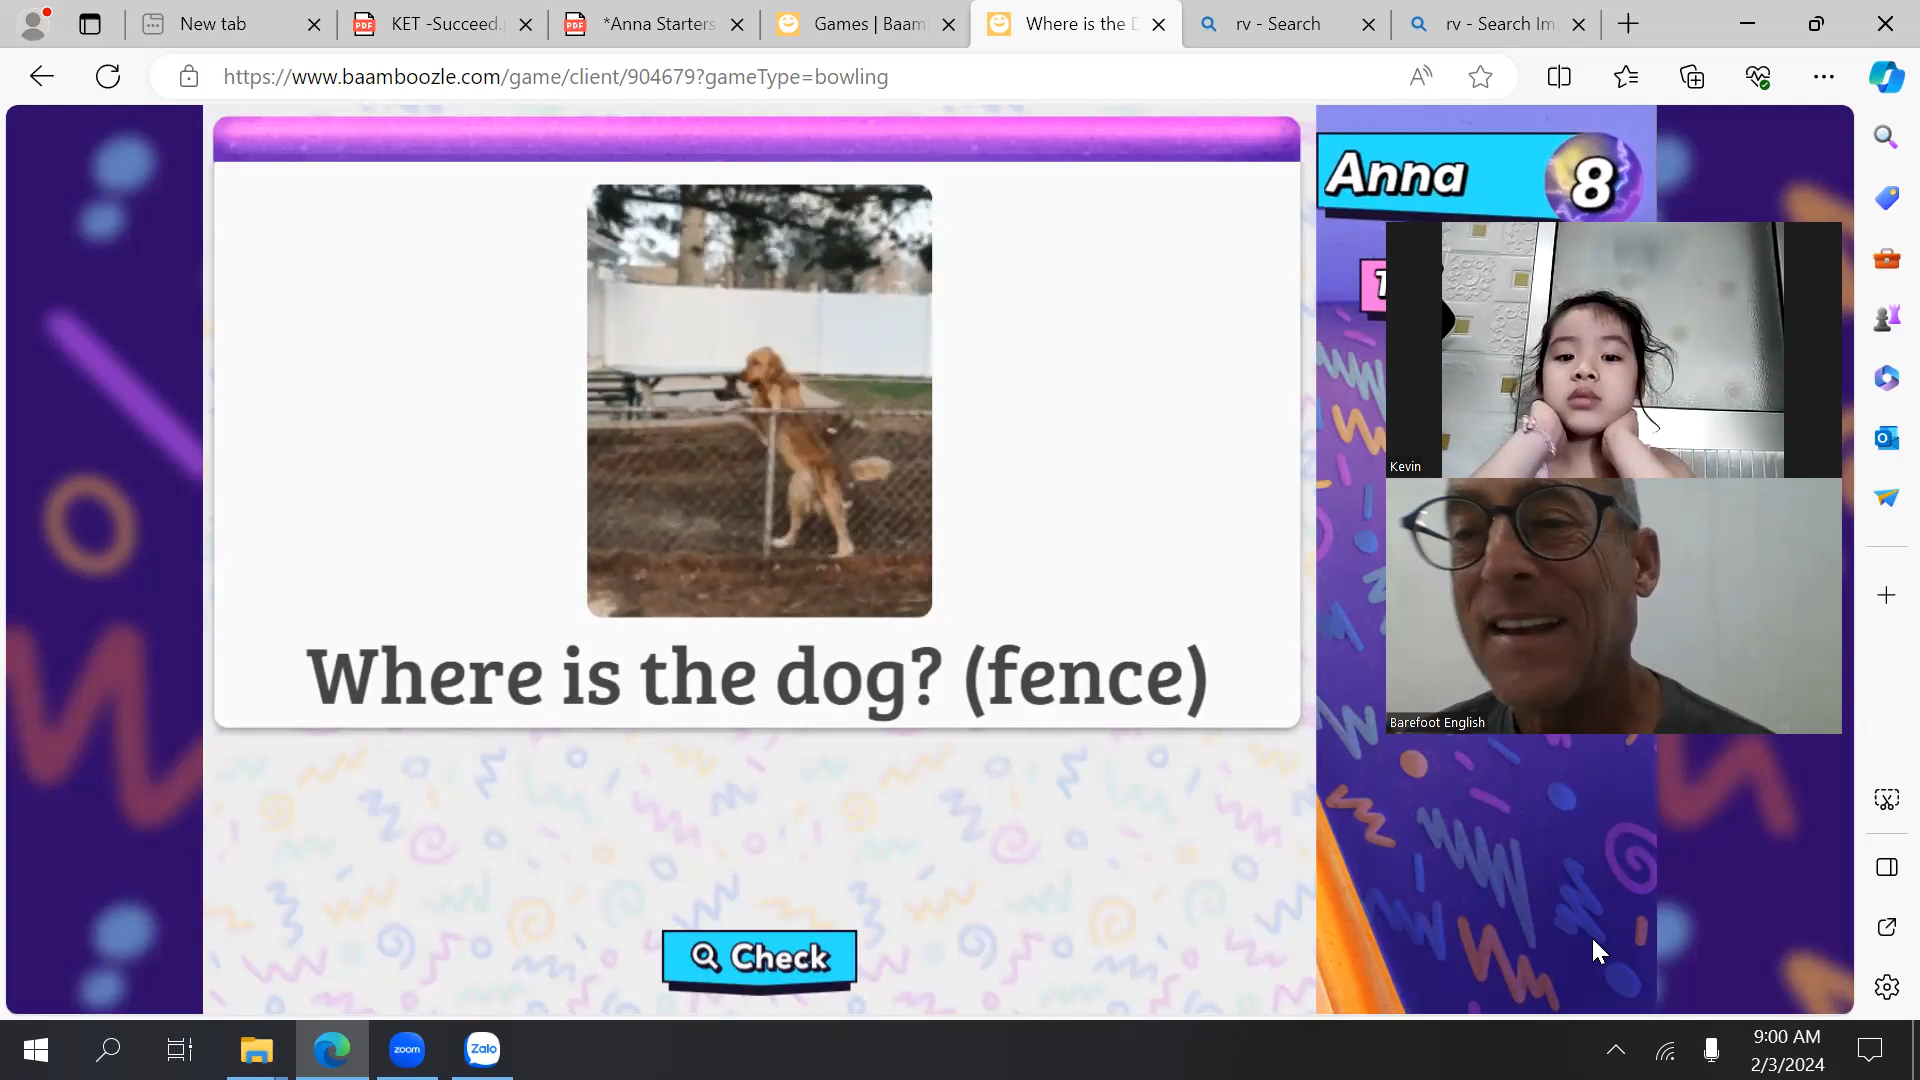 New tab
KET -Succeed.
*Anna Starters
Games | Baam
Where is the D
rv - Search
rv - Search Im
https://www.baamboozle.com/game/client/904679?gameType=bowling
Anna 8
Kevin
Where is the dog? (fence)
Barefoot English
Check
zoom
Zalo
9:00 AM
2/3/2024